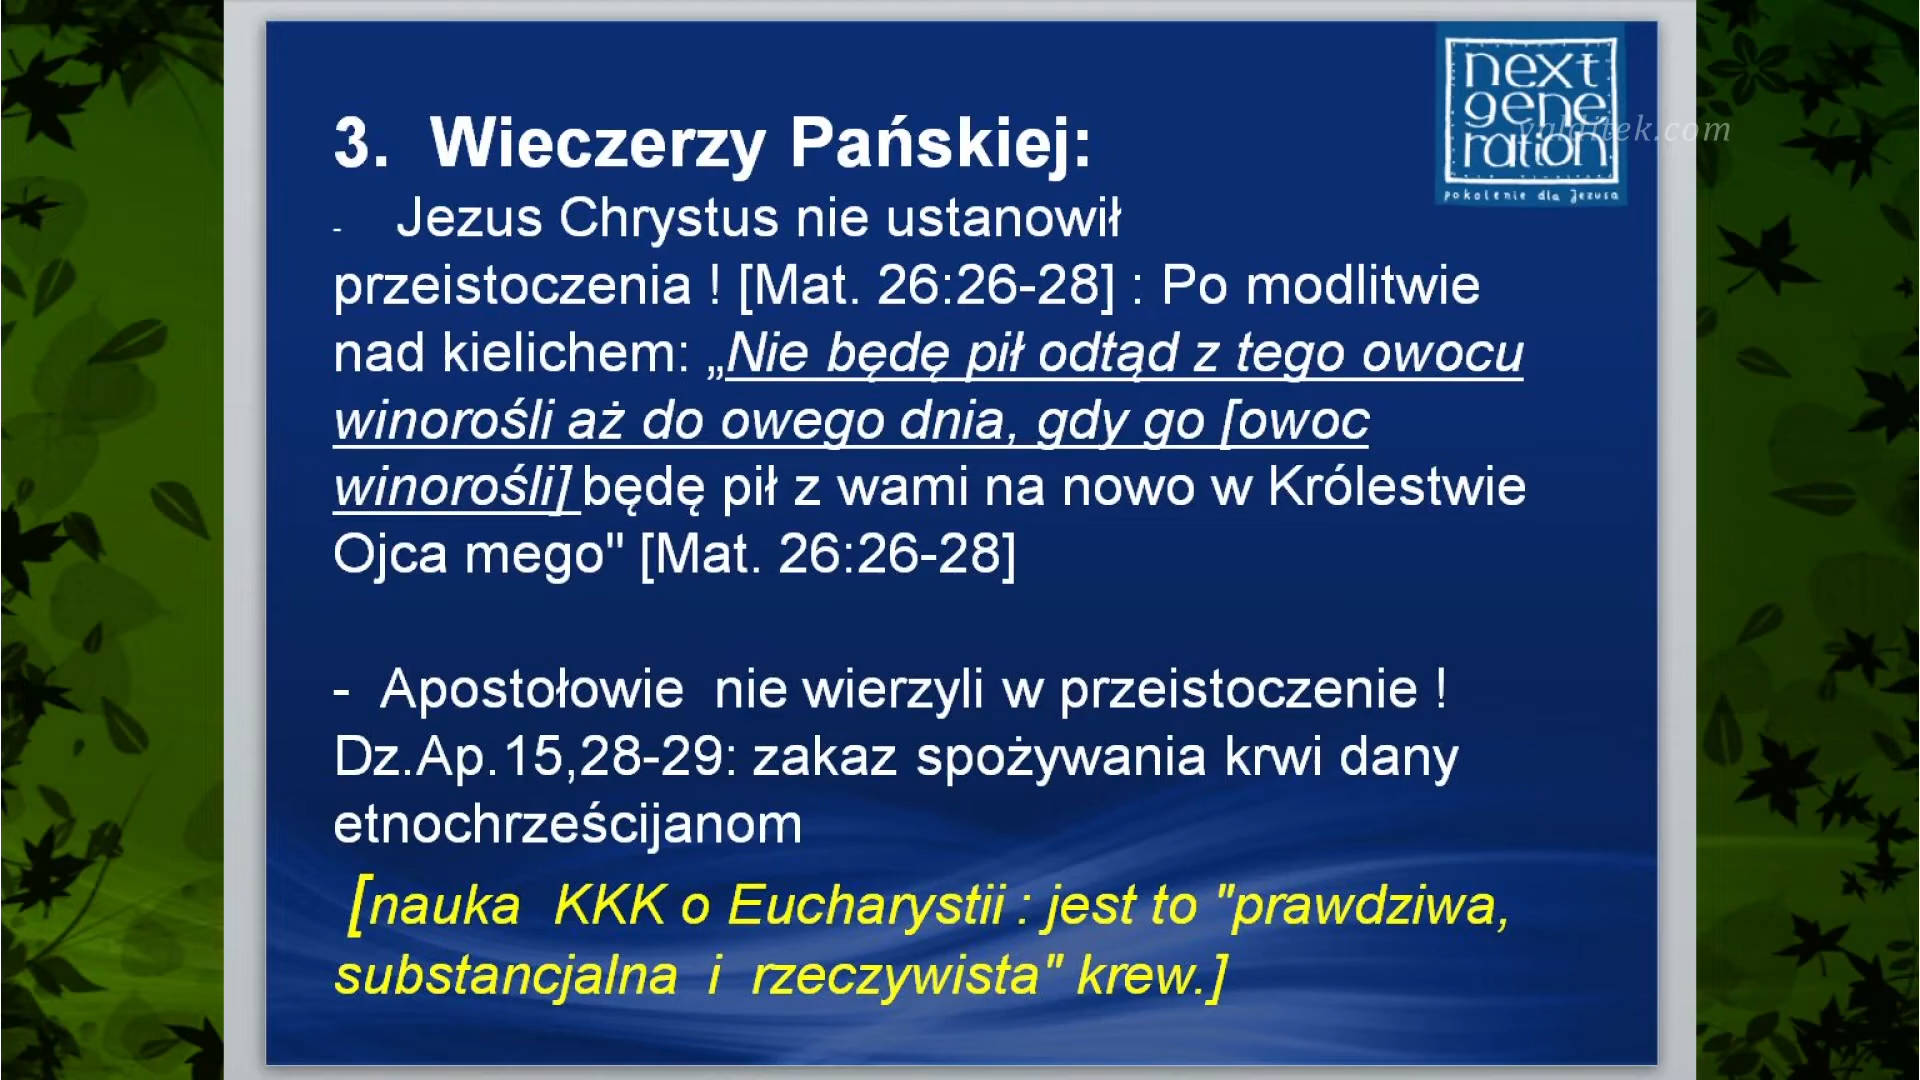 next
gene
ration
pokolenie dla Jezusa
valditek.com
3. Wieczerzy Pańskiej:
- Jezus Chrystus nie ustanowił
przeistoczenia ! [Mat. 26:26-28] : Po modlitwie
nad kielichem: „Nie będę pił odtąd z tego owocu
winorośli aż do owego dnia, gdy go [owoc
winorośli] będę pił z wami na nowo w Królestwie
Ojca mego" [Mat. 26:26-28]
- Apostołowie nie wierzyli w przeistoczenie !
Dz.Ap.15,28-29: zakaz spożywania krwi dany
etnochrześcijanom
[nauka KKK o Eucharystii : jest to "prawdziwa,
substancjalna i rzeczywista" krew.]